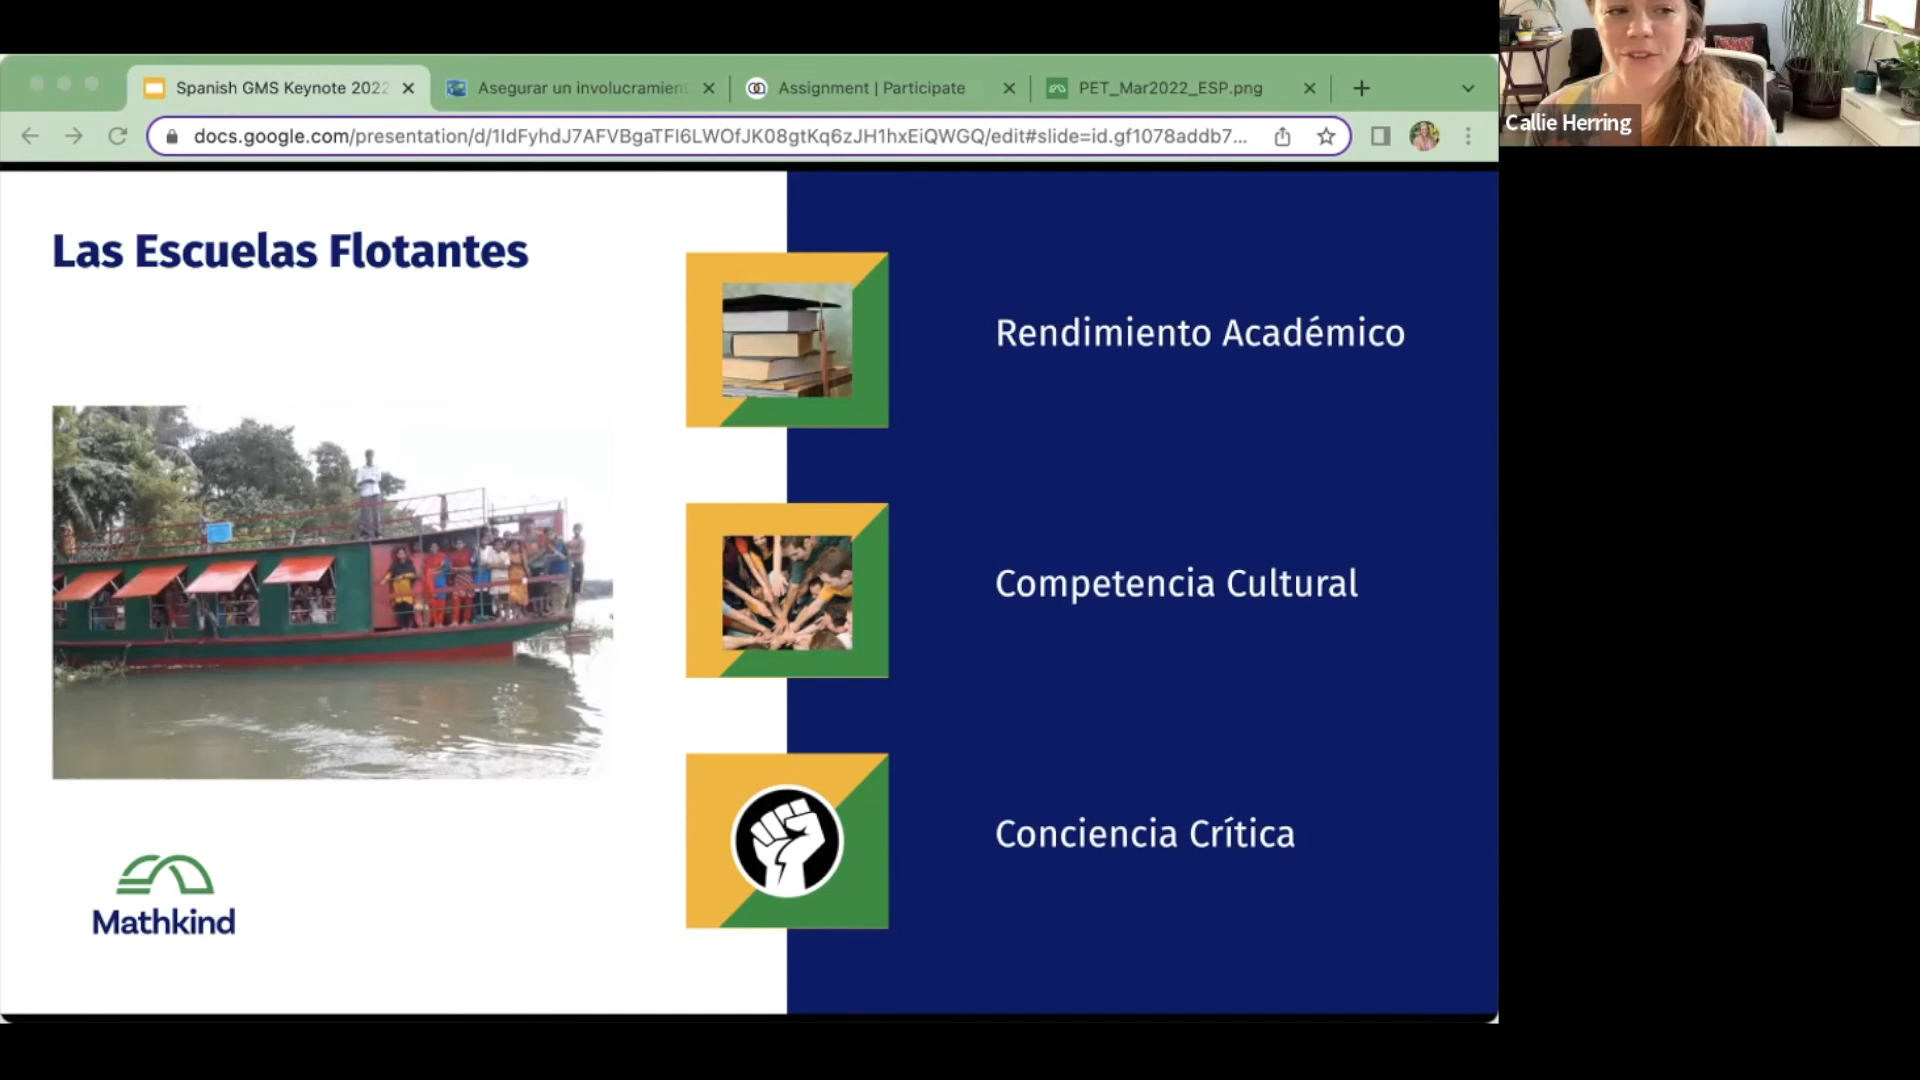 Spanish GMS Keynote 2022
Asegurar un involucramient
Assignment | Participate
PET_Mar2022_ESP.png
docs.google.com/presentation/d/1IdFyhdJ7AFVBgaTFI6LWOfJK08gtKq6zJH1hxEiQWGQ/edit#slide=id.gf1078addb7...
Callie Herring
Las Escuelas Flotantes
Rendimiento Académico
Competencia Cultural
Conciencia Crítica
Mathkind